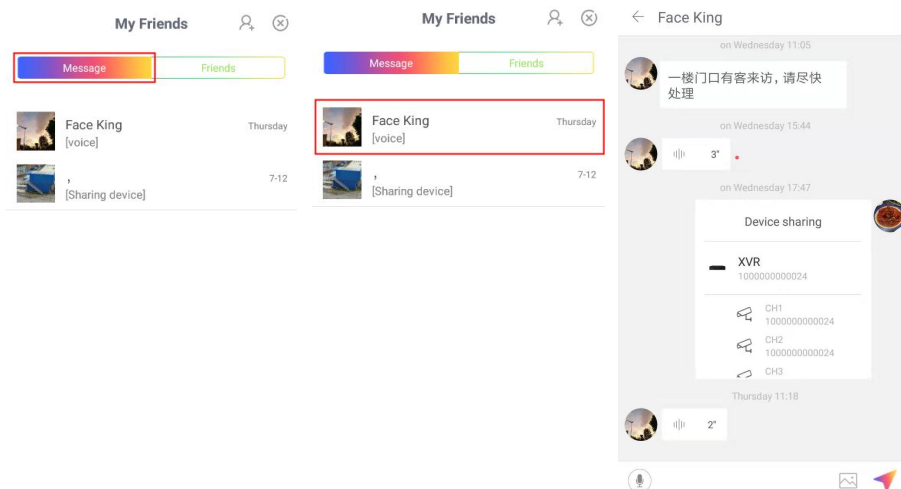 My Friends
Message
Friends
Face King
Thursday
[voice]
,
7-12
[Sharing device]
My Friends
Message
Friends
Face King
Thursday
[voice]
,
7-12
[Sharing device]
Face King
on Wednesday 11:05
一楼门口有客来访，请尽快
处理
on Wednesday 15:44
3"
on Wednesday 17:47
Device sharing
XVR
1000000000024
CH1
1000000000024
CH2
1000000000024
CH3
Thursday 11:18
2"